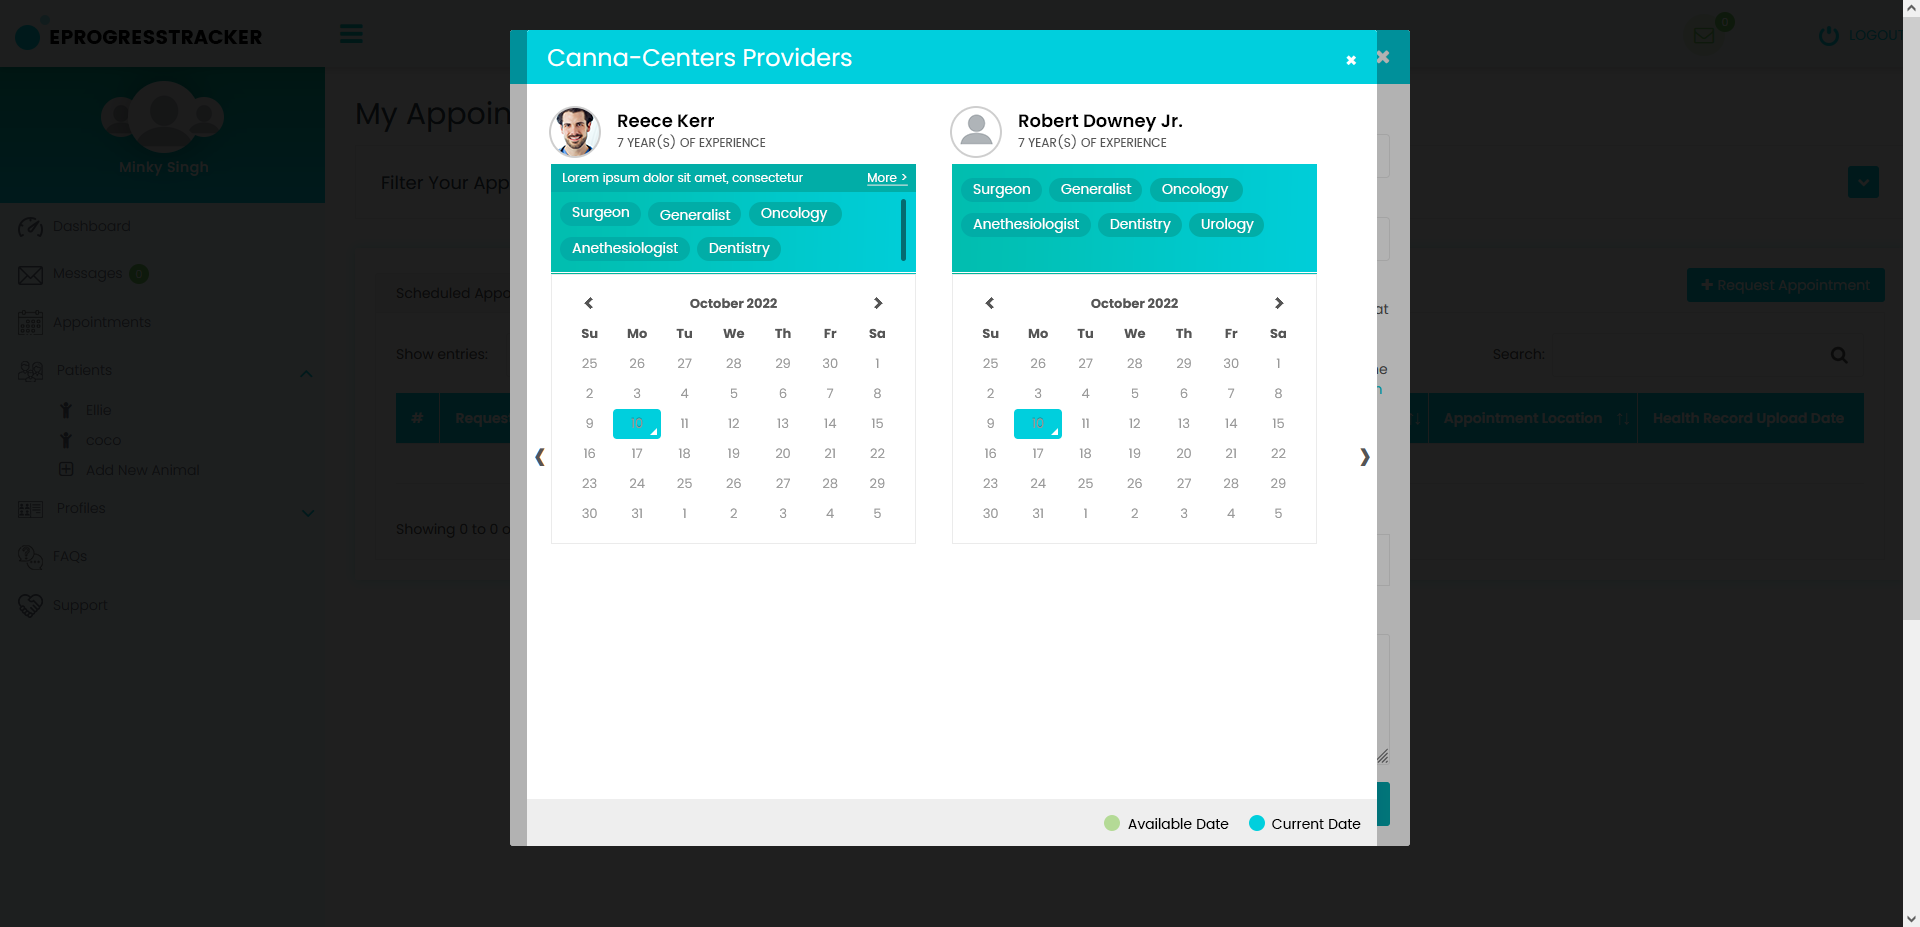 EPROGRESSTRACKER
0
LOGOUT
Minky Singh
Dashboard
Messages 0
Appointments
Patients
Ellie
coco
Add New Animal
Profiles
FAQs
Support
My Appoin
Filter Your App
Scheduled Appo
+ Request Appointment
Show entries:
Search:
# Reques
Appointment Location
Health Record Upload Date
Showing 0 to 0 o
at
ne
n
Canna-Centers Providers
Reece Kerr
7 YEAR(S) OF EXPERIENCE
Lorem ipsum dolor sit amet, consectetur More >
Surgeon Generalist Oncology
Anethesiologist Dentistry
October 2022
Su Mo Tu We Th Fr Sa
25 26 27 28 29 30 1
2 3 4 5 6 7 8
9 10 11 12 13 14 15
16 17 18 19 20 21 22
23 24 25 26 27 28 29
30 31 1 2 3 4 5
Robert Downey Jr.
7 YEAR(S) OF EXPERIENCE
Surgeon Generalist Oncology
Anethesiologist Dentistry Urology
October 2022
Su Mo Tu We Th Fr Sa
25 26 27 28 29 30 1
2 3 4 5 6 7 8
9 10 11 12 13 14 15
16 17 18 19 20 21 22
23 24 25 26 27 28 29
30 31 1 2 3 4 5
Available Date Current Date